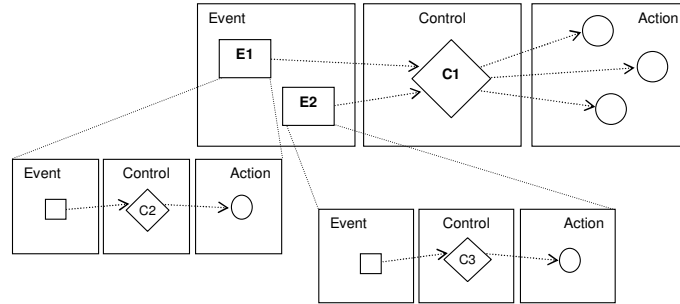 Event Control Action
E1
C1
E2
Event Control Action
C2
Event Control Action
C3